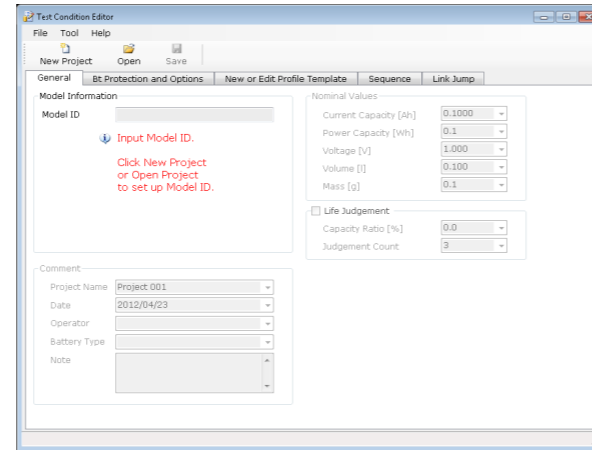 Test Condition Editor
File Tool Help
New Project Open Save
General Bt Protection and Options New or Edit Profile Template Sequence Link Jump
Model Information
Model ID
Input Model ID.
Click New Project
or Open Project
to set up Model ID.
Nominal Values
Current Capacity [Ah] 0.1000
Power Capacity [Wh] 0.1
Voltage [V] 1.000
Volume [l] 0.100
Mass [g] 0.1
Life Judgement
Capacity Ratio [%] 0.0
Judgement Count 3
Comment
Project Name Project 001
Date 2012/04/23
Operator
Battery Type
Note